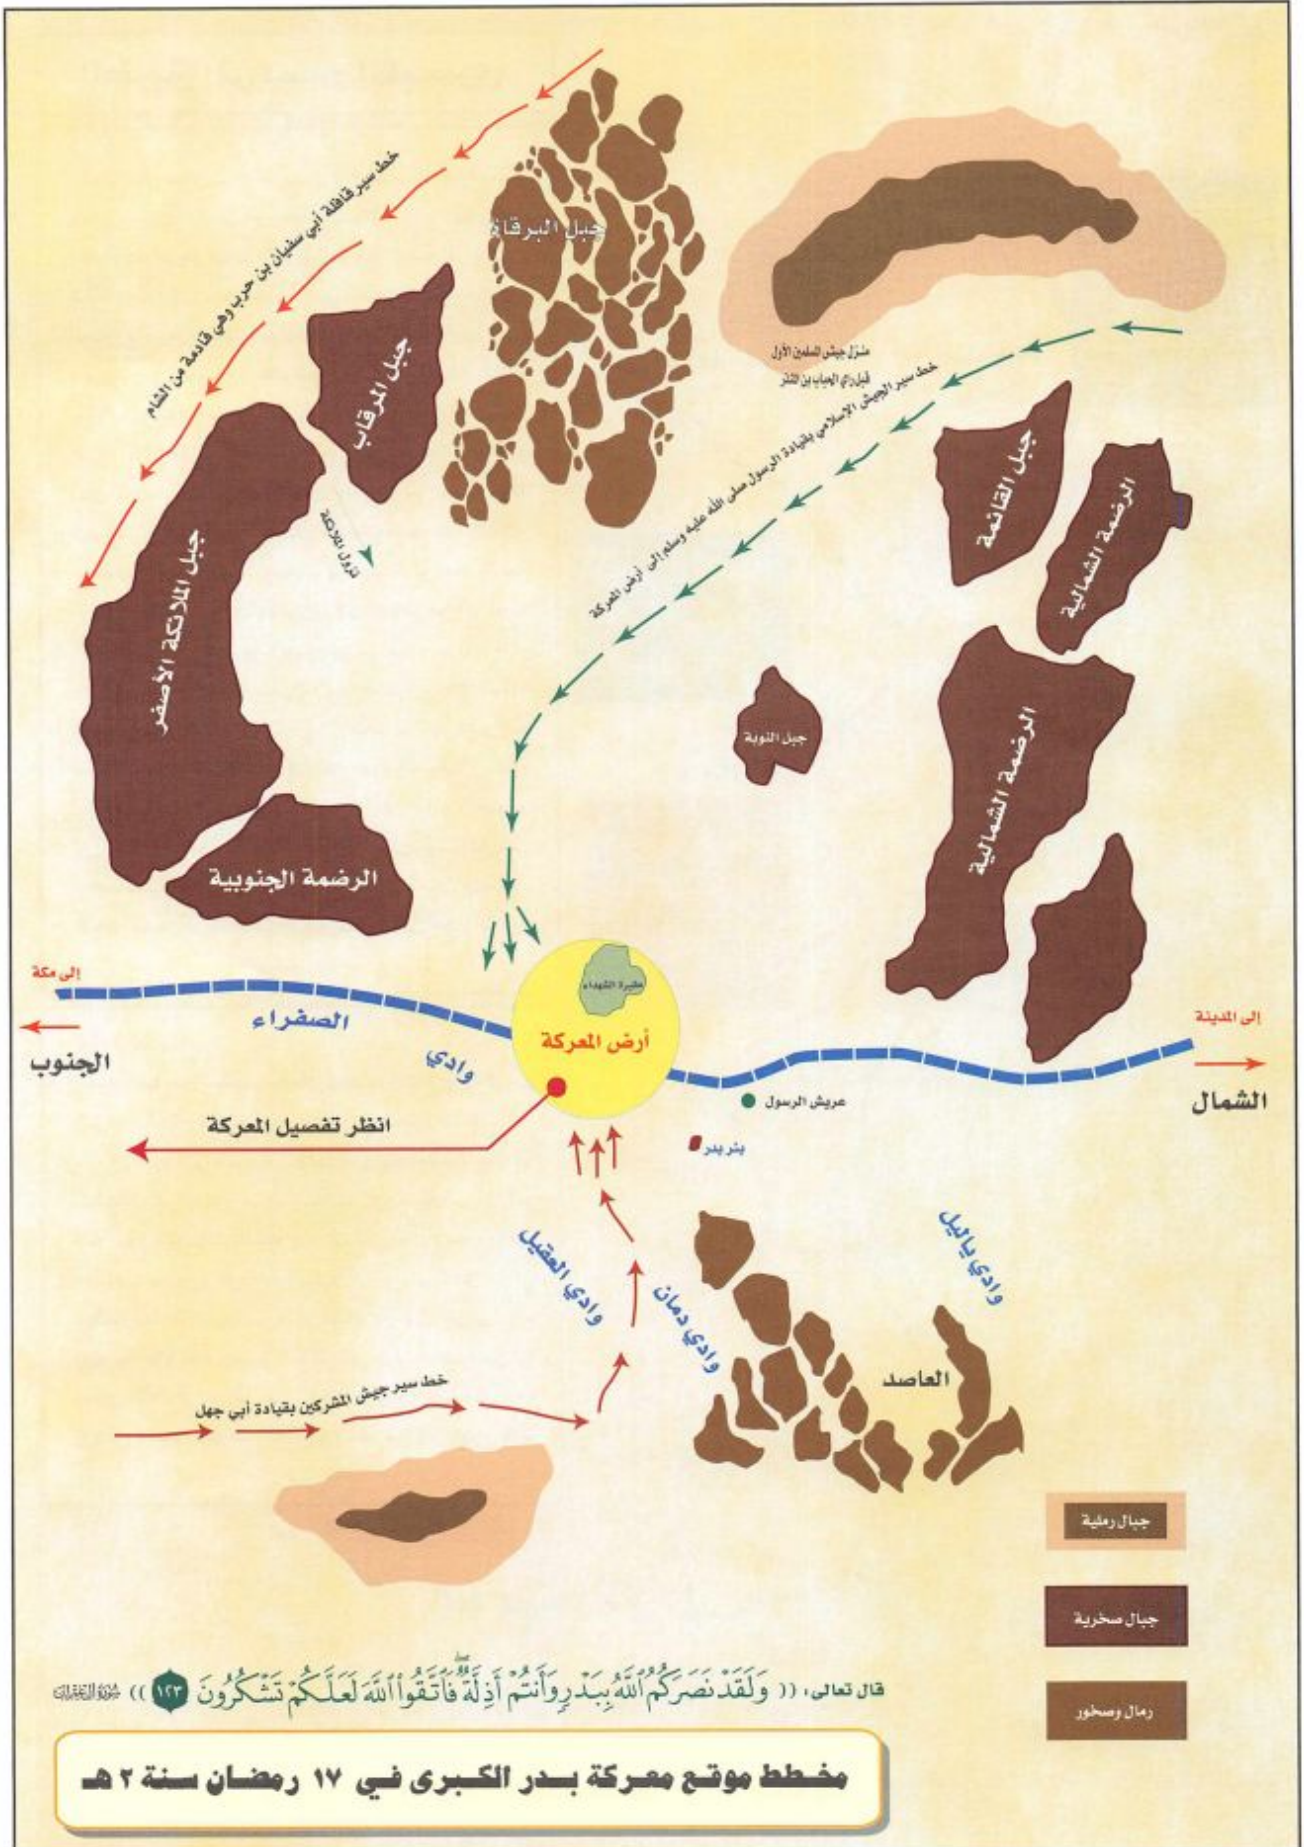 خط سير قافلة أبي سفيان بن حرب وهي قادمة من الشام
جبل البرقاء
جبل المرقاب
منزل جيش المسلمين الأول
قبل رأي الحباب بن المنذر
خط سير الجيش الإسلامي بقيادة الرسول صلى الله عليه وسلم إلى أرض المعركة
جبل القائمة
الرضمة الشمالية
نزول الملائكة
جبل الملائكة الأصفر
جبل النوبة
الرضمة الشمالية
الرضمة الجنوبية
إلى مكة
مقبرة الشهداء
إلى المدينة
وادي الصفراء
أرض المعركة
الجنوب
الشمال
عريش الرسول
انظر تفصيل المعركة
بئر بدر
وادي ياليل
وادي العقيل
وادي دمان
العاصد
خط سير جيش المشركين بقيادة أبي جهل
جبال رملية
جبال صخرية
رمال وصخور
قال تعالى: (( وَلَقَدْ نَصَرَكُمُ ٱللَّهُ بِبَدْرٍ وَأَنتُمْ أَذِلَّةٌ ۖ فَٱتَّقُوا۟ ٱللَّهَ لَعَلَّكُمْ تَشْكُرُونَ ١٢٣ )) سورة آل عمران
مخطط موقع معركة بدر الكبرى في ١٧ رمضان سنة ٢ هـ